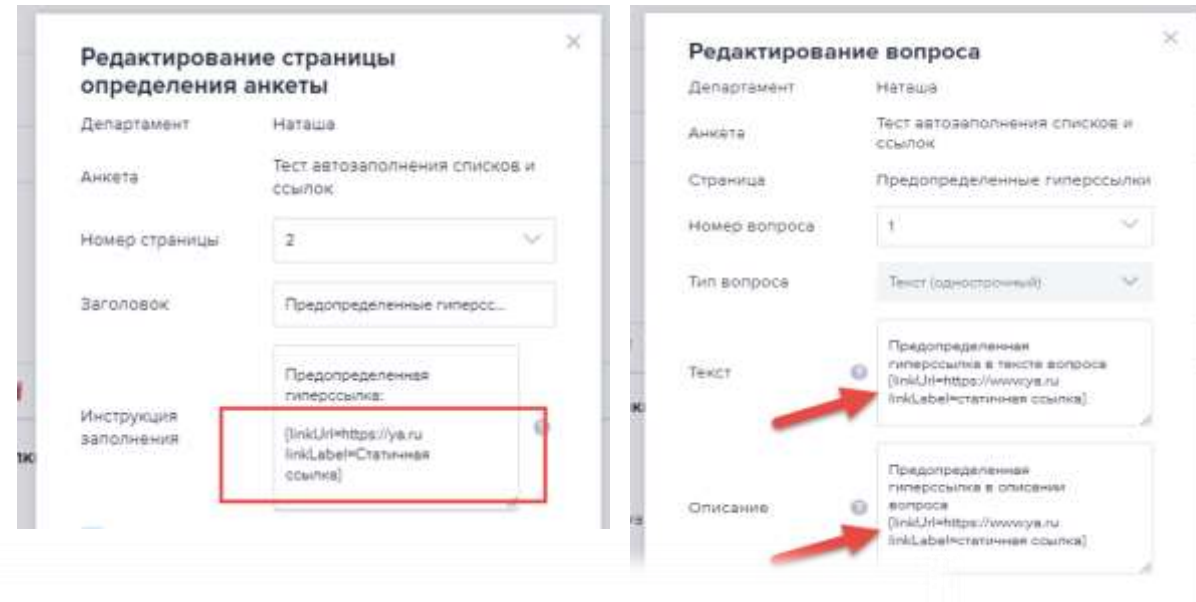 Редактирование страницы
определения анкеты
Департамент Наташа
Анкета Тест автозаполнения списков и
ссылок
Номер страницы 2
Заголовок Предопределенные гиперсс...
Предопределенная
гиперссылка:
Инструкция
заполнения
[linkUrl=https://ya.ru
linkLabel=Статичная
ссылка]
Редактирование вопроса
Департамент Наташа
Анкета Тест автозаполнения списков и
ссылок
Страница Предопределенные гиперссылки
Номер вопроса 1
Тип вопроса Текст (однострочный)
Текст
Предопределенная
гиперссылка в тексте вопроса
[linkUrl=https://www.ya.ru
linkLabel=статичная ссылка]
Описание
Предопределенная
гиперссылка в описании
вопроса
[linkUrl=https://www.ya.ru
linkLabel=статичная ссылка]